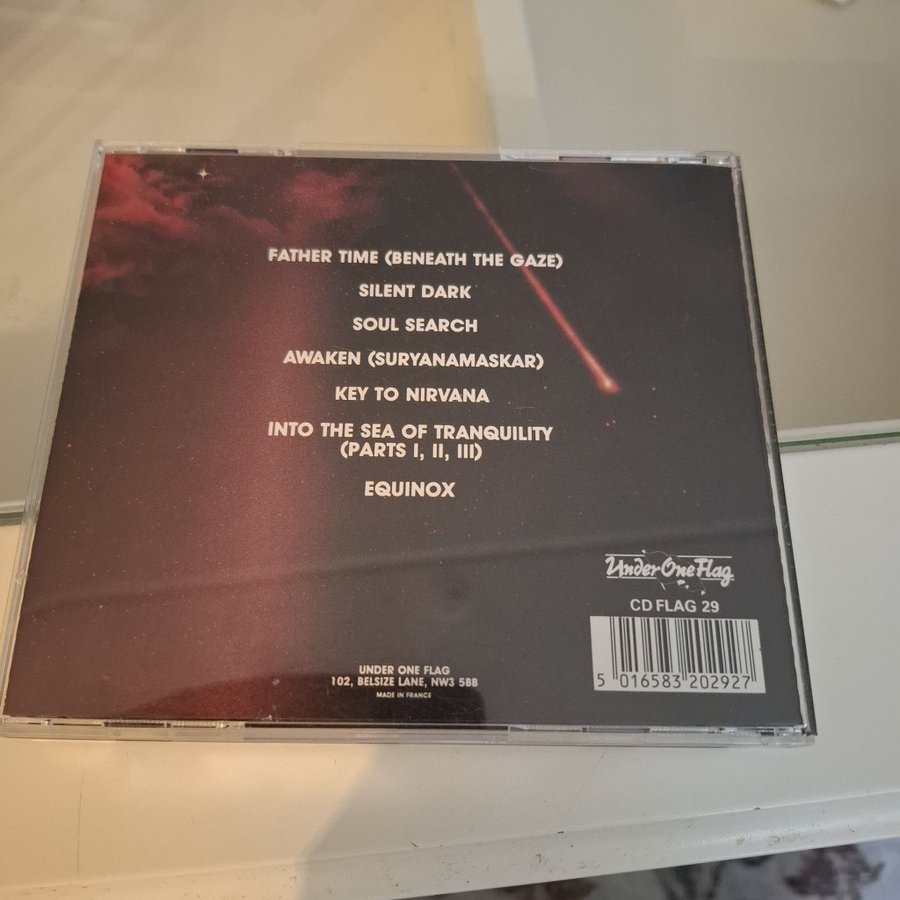 FATHER TIME (BENEATH THE GAZE)
SILENT DARK
SOUL SEARCH
AWAKEN (SURYANAMASKAR)
KEY TO NIRVANA
INTO THE SEA OF TRANQUILITY
(PARTS I, II, III)
EQUINOX
Under One Flag
CD FLAG 29
5 016583 202927
UNDER ONE FLAG
102, BELSIZE LANE, NW3 5BB
MADE IN FRANCE